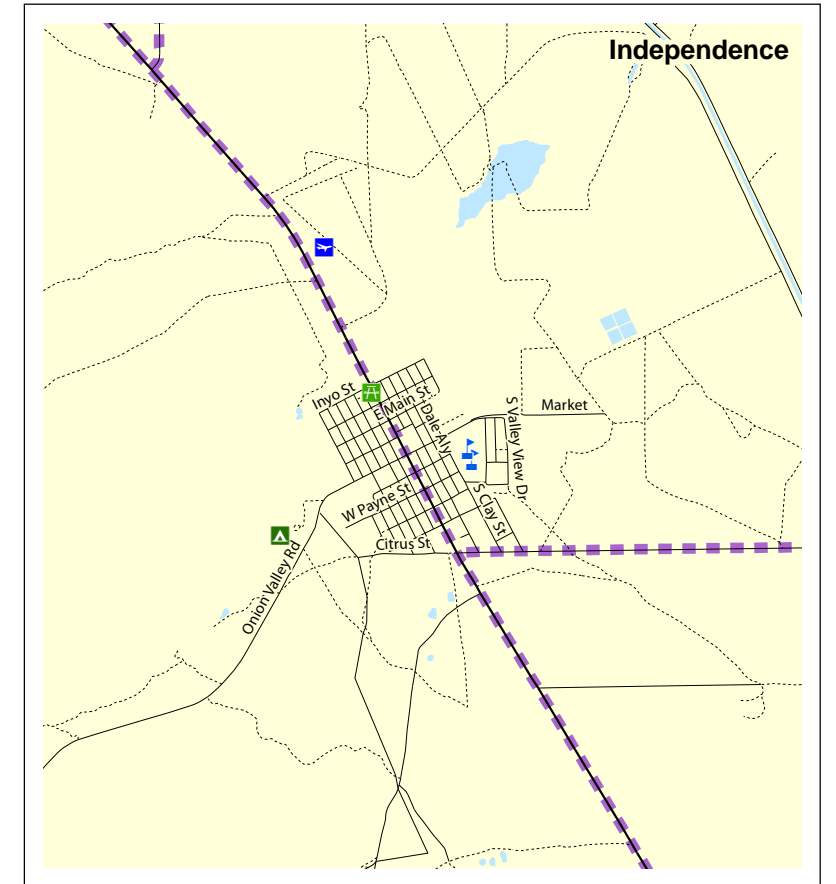 Independence
Inyo St
E Main St
Dale Aly
S Valley View Dr
Market
W Payne St
S Clay St
Citrus St
Onion Valley Rd